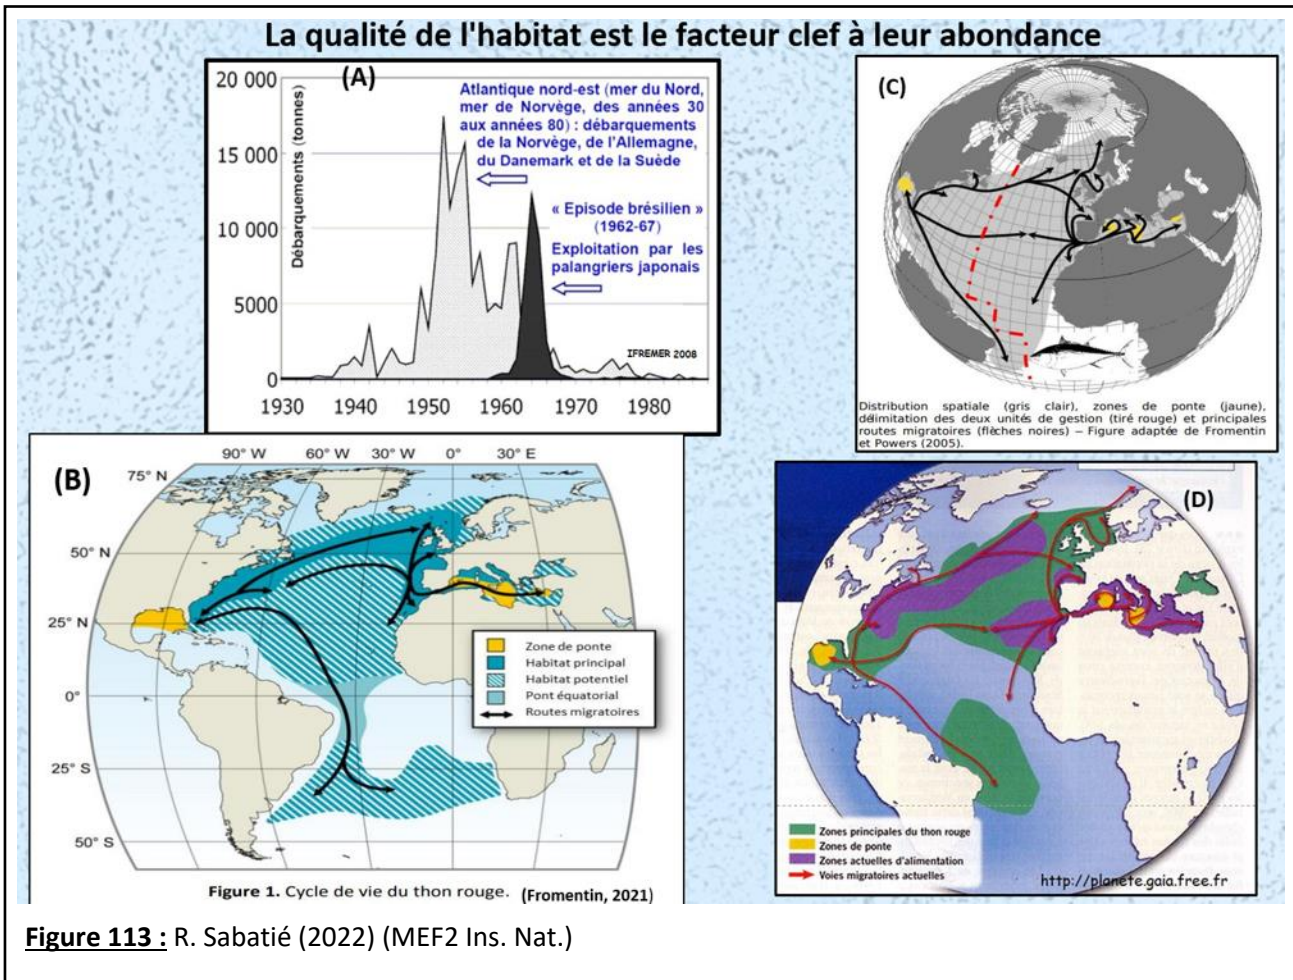 La qualité de l'habitat est le facteur clef à leur abondance
(A)
Débarquements (tonnes)
20 000
15 000
10 000
5000
0
1930
1940
1950
1960
1970
1980
Atlantique nord-est (mer du Nord,
mer de Norvège, des années 30
aux années 80) : débarquements
de la Norvège, de l'Allemagne,
du Danemark et de la Suède
« Episode brésilien »
(1962-67)
Exploitation par les
palangriers japonais
IFREMER 2008
(C)
Distribution spatiale (gris clair), zones de ponte (jaune),
délimitation des deux unités de gestion (tiré rouge) et principales
routes migratoires (flèches noires) – Figure adaptée de Fromentin
et Powers (2005).
(B)
90° W
60° W
30° W
0°
30° E
75° N
50° N
25° N
0°
25° S
50° S
Zone de ponte
Habitat principal
Habitat potentiel
Pont équatorial
Routes migratoires
Figure 1. Cycle de vie du thon rouge. (Fromentin, 2021)
(D)
Zones principales du thon rouge
Zones de ponte
Zones actuelles d'alimentation
Voies migratoires actuelles
http://planete.gaia.free.fr
Figure 113 : R. Sabatié (2022) (MEF2 Ins. Nat.)